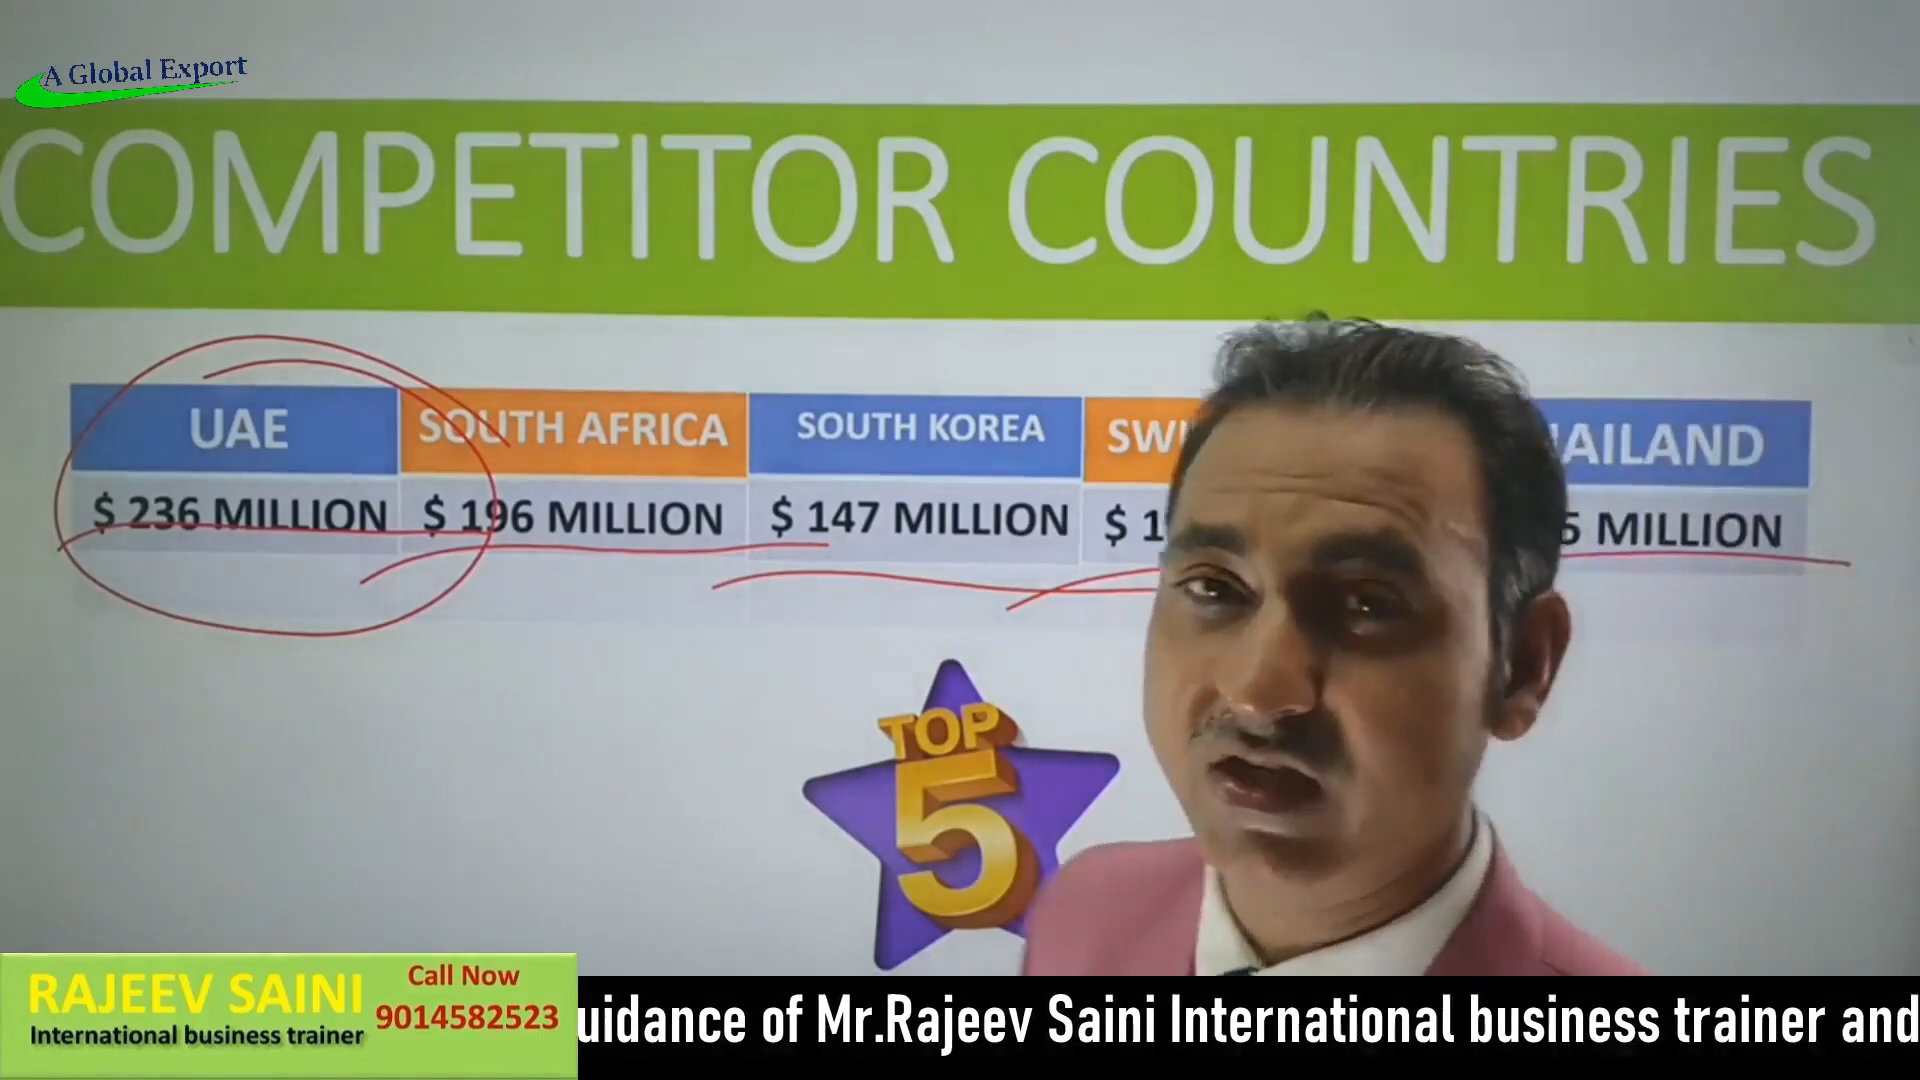 A Global Export
COMPETITOR COUNTRIES
UAE
SOUTH AFRICA
SOUTH KOREA
$ 236 MILLION
$ 196 MILLION
$ 147 MILLION
MILLION
TOP
5
RAJEEV SAINI
International business trainer
Call Now
9014582523
of Mr.Rajeev Saini International business trainer and